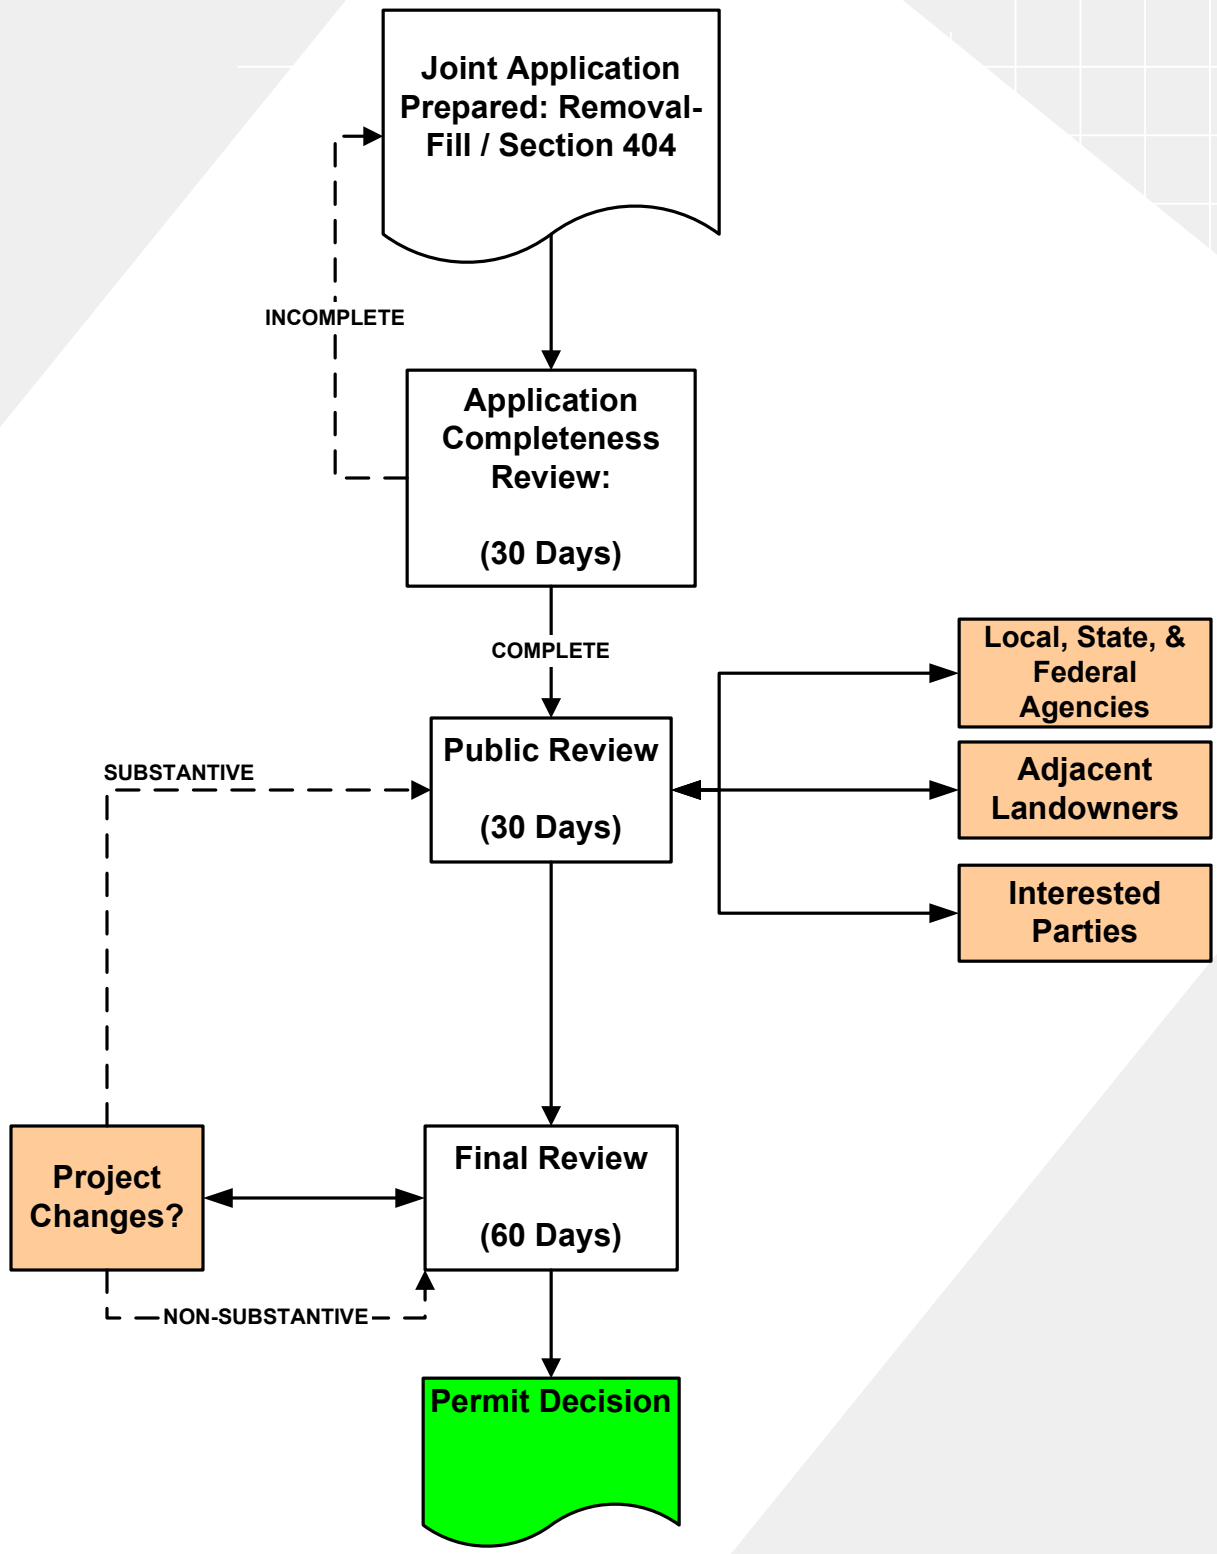 Joint Application
Prepared: Removal-
Fill / Section 404
INCOMPLETE
Application
Completeness
Review:
(30 Days)
COMPLETE
Local, State, &
Federal
Agencies
Public Review
(30 Days)
SUBSTANTIVE
Adjacent
Landowners
Interested
Parties
Project
Changes?
Final Review
(60 Days)
NON-SUBSTANTIVE
Permit Decision